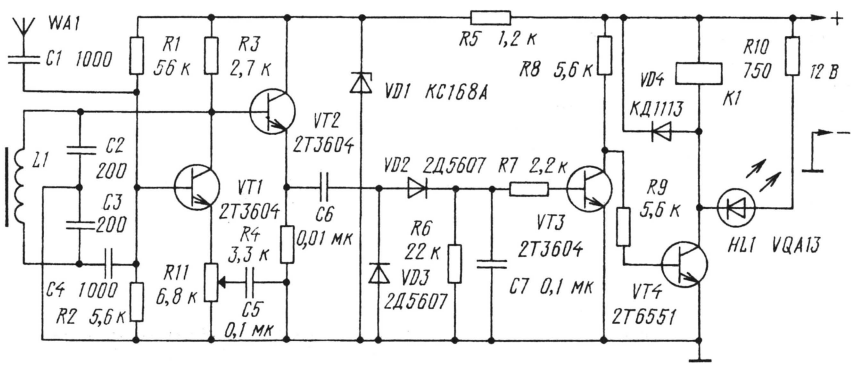 WA1
C1 1000
R1
56 к
R3
2,7 к
VT2
2Т3604
VD1 КС168А
R5 1,2 к
R8 5,6 к
VD4
КД1113
K1
R10
750
+
12 В
−
L1
C2
200
C3
200
VT1
2Т3604
C6
0,01 мк
VD2 2Д5607
R7 2,2 к
VT3
2Т3604
R9
5,6 к
HL1 VQA13
C4 1000
R2 5,6 к
R11
6,8 к
R4
3,3 к
C5
0,1 мк
VD3
2Д5607
R6
22 к
C7 0,1 мк
VT4
2Т6551